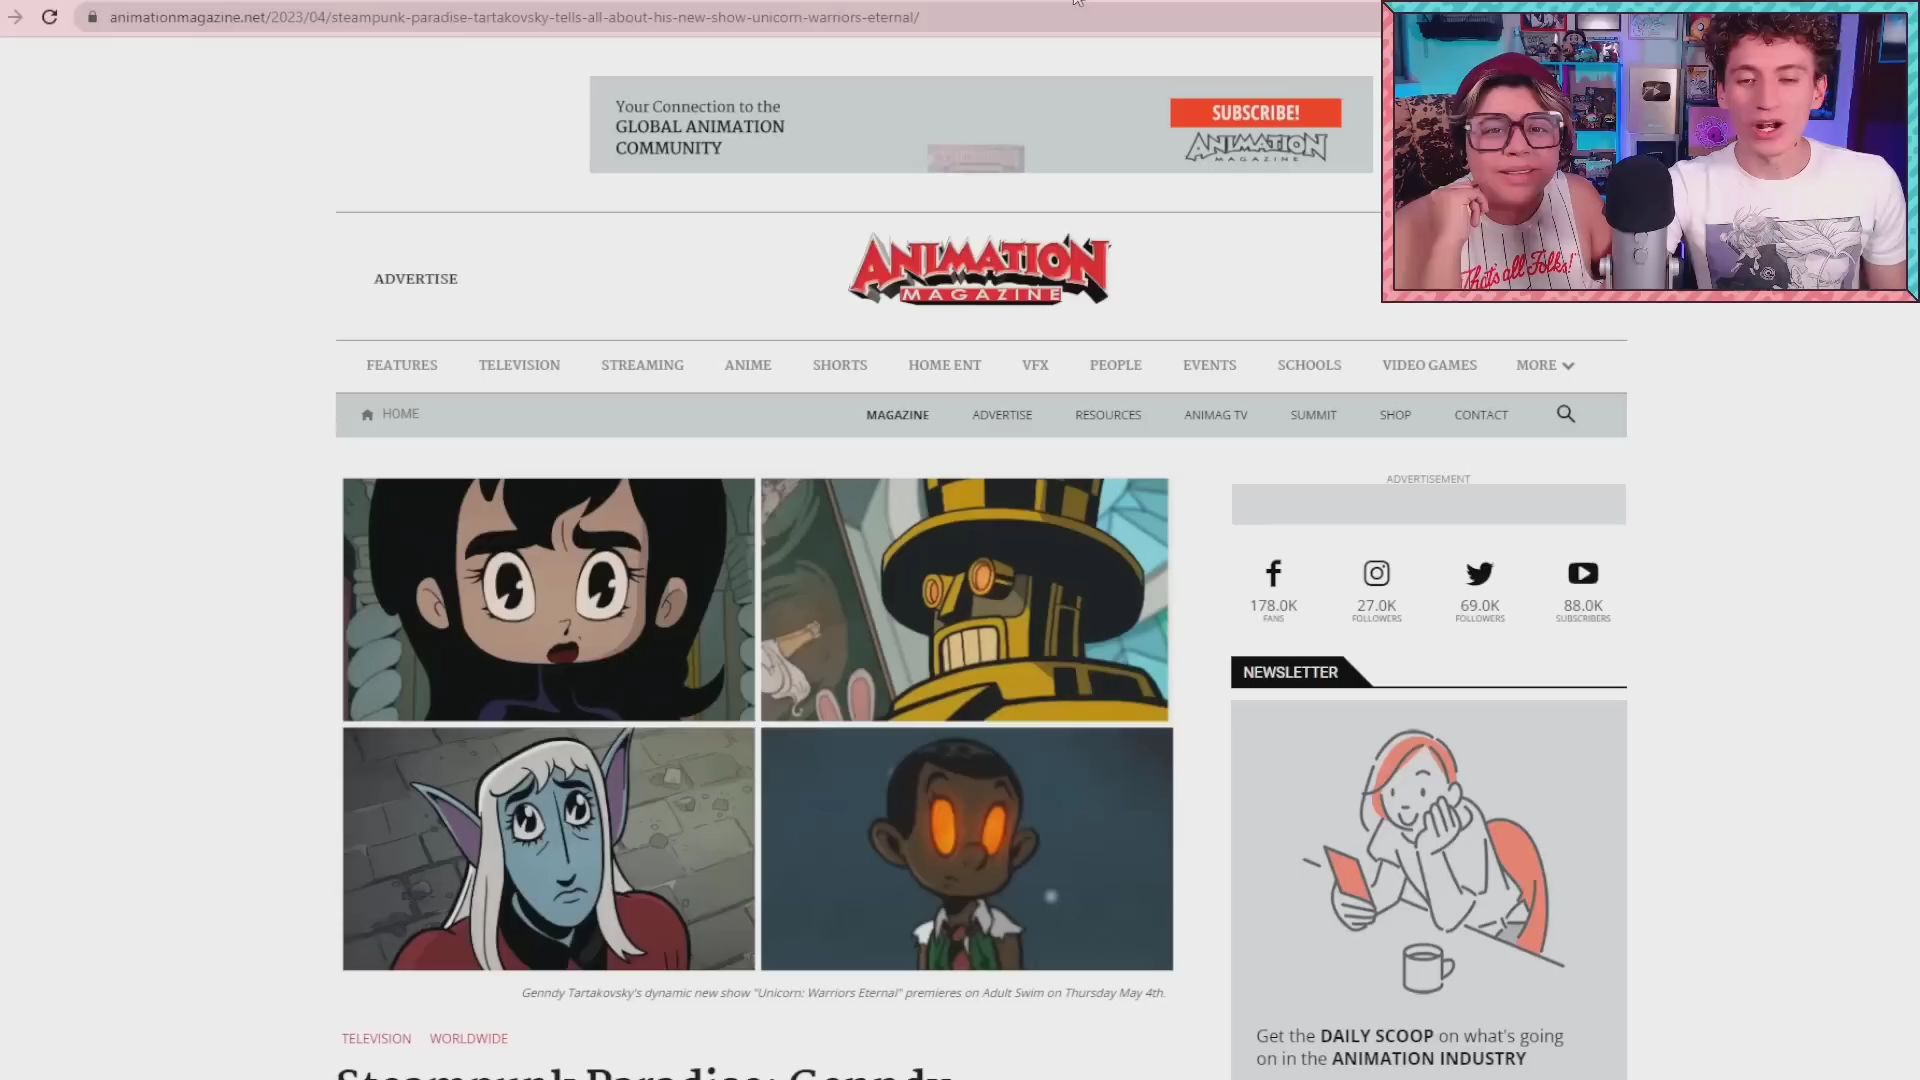 animationmagazine.net/2023/04/steampunk-paradise-tartakovsky-tells-all-about-his-new-show-unicorn-warriors-eternal/
Your Connection to the
GLOBAL ANIMATION
COMMUNITY
SUBSCRIBE!
ANIMATION
MAGAZINE
That's all Folks!
ADVERTISE
ANIMATION
MAGAZINE
FEATURES TELEVISION STREAMING ANIME SHORTS HOME ENT VFX PEOPLE EVENTS SCHOOLS VIDEO GAMES MORE
HOME MAGAZINE ADVERTISE RESOURCES ANIMAG TV SUMMIT SHOP CONTACT
ADVERTISEMENT
178.0K 27.0K 69.0K 88.0K
FANS FOLLOWERS FOLLOWERS SUBSCRIBERS
NEWSLETTER
Genndy Tartakovsky's dynamic new show "Unicorn: Warriors Eternal" premieres on Adult Swim on Thursday May 4th.
TELEVISION WORLDWIDE
Steampunk Paradise: Genndy
Get the DAILY SCOOP on what's going
on in the ANIMATION INDUSTRY